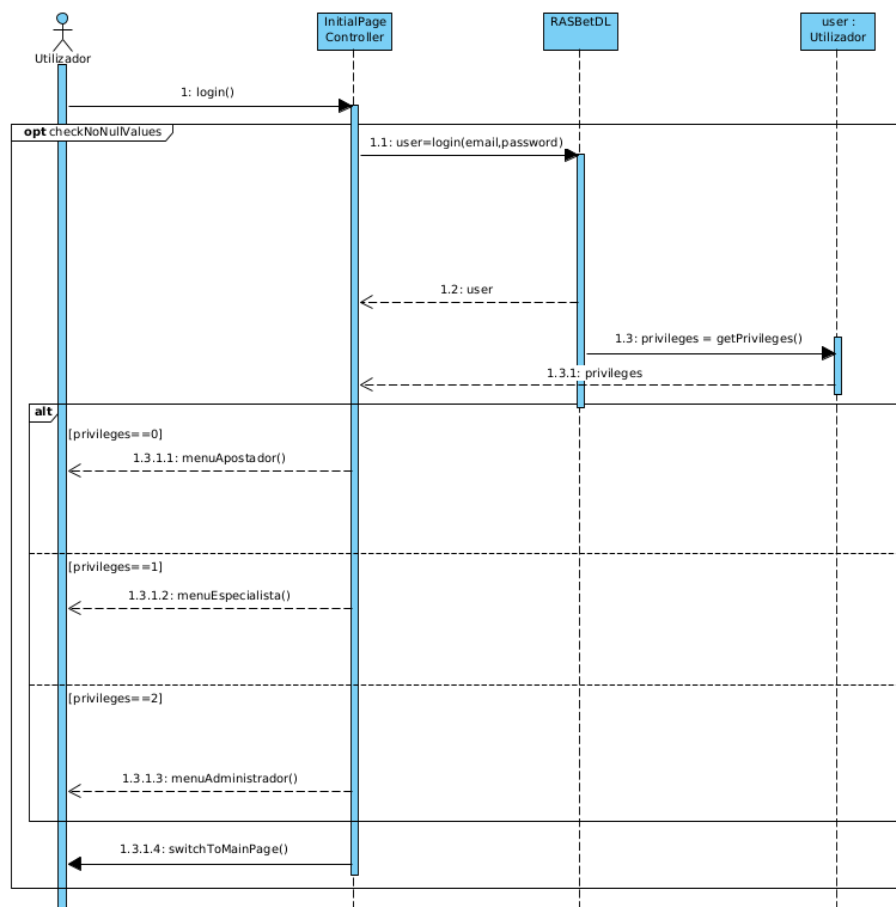 InitialPage
Controller
RASBetDL
user :
Utilizador
Utilizador
1: login()
opt checkNoNulValues
1.1: user=login(email,password)
1.2: user
1.3: privileges = getPrivileges()
1.3.1: privileges
alt
[privileges==0]
1.3.1.1: menuApostador()
[privileges==1]
1.3.1.2: menuEspecialista()
[privileges==2]
1.3.1.3: menuAdministrador()
1.3.1.4: switchToMainPage()